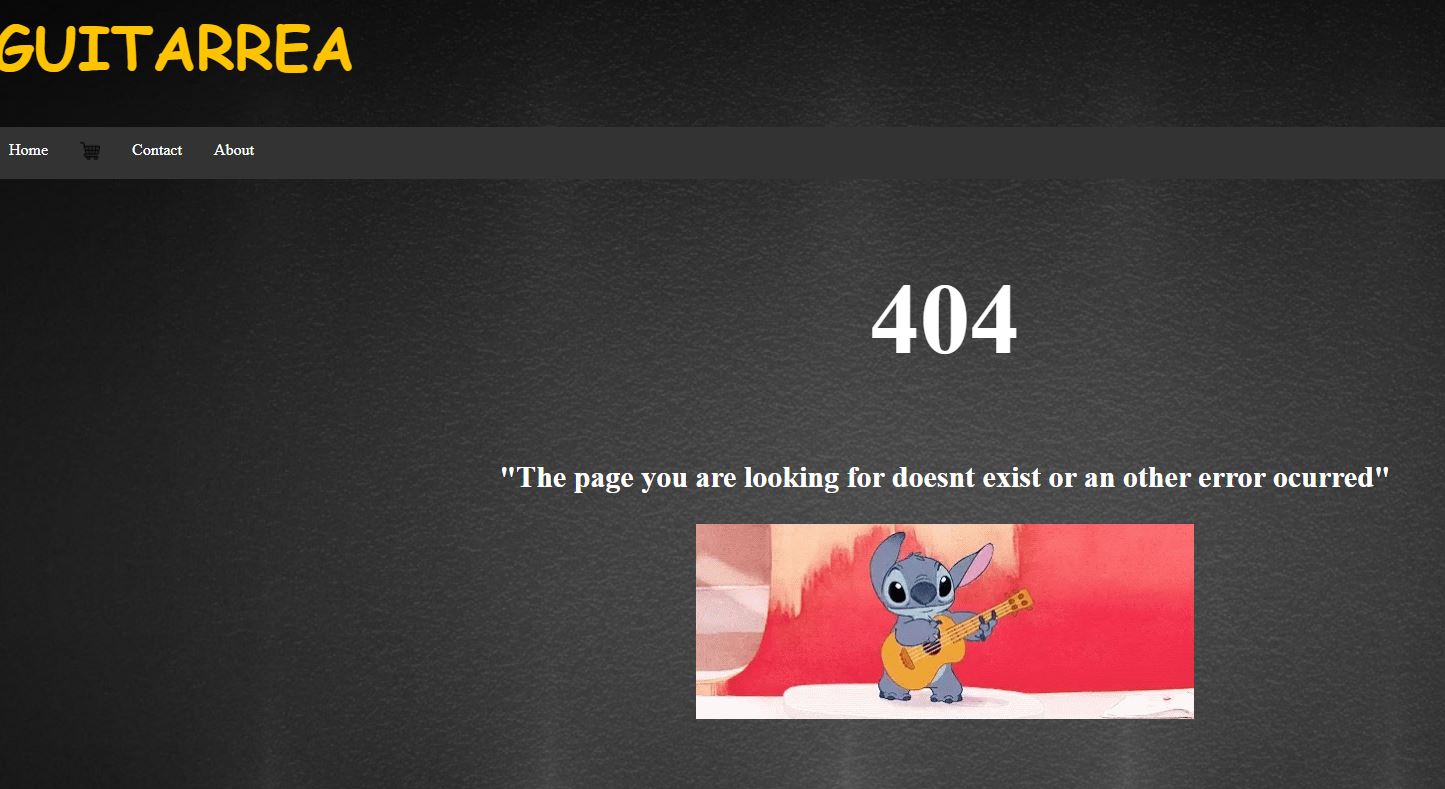 GUITARREA
Home Contact About
404
"The page you are looking for doesnt exist or an other error ocurred"